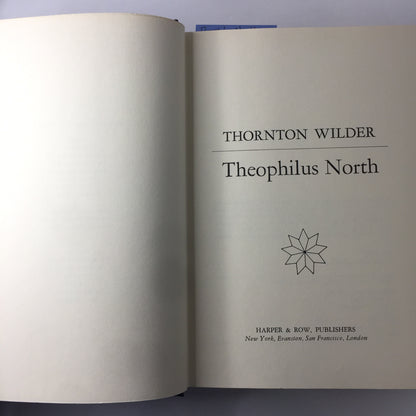 THORNTON WILDER
Theophilus North
HARPER & ROW, PUBLISHERS
New York, Evanston, San Francisco, London